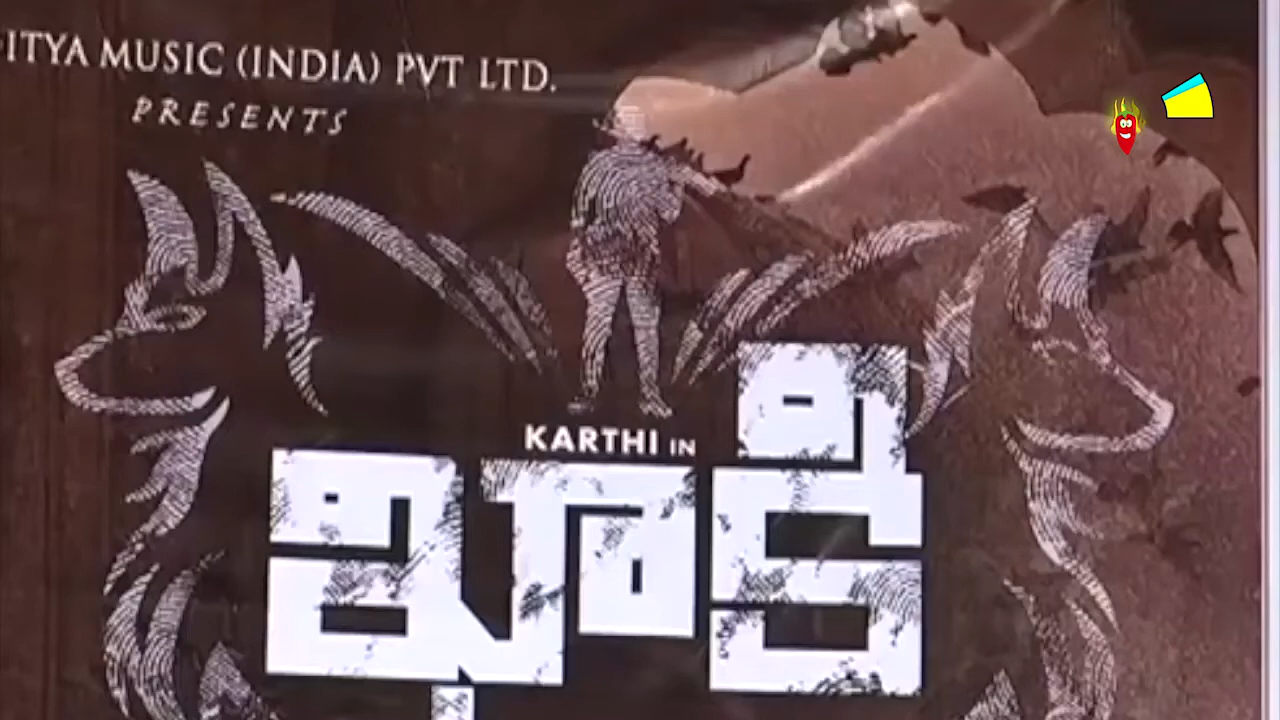 ITYA MUSIC (INDIA) PVT LTD.
PRESENTS
KARTHI IN
ఖాకీ